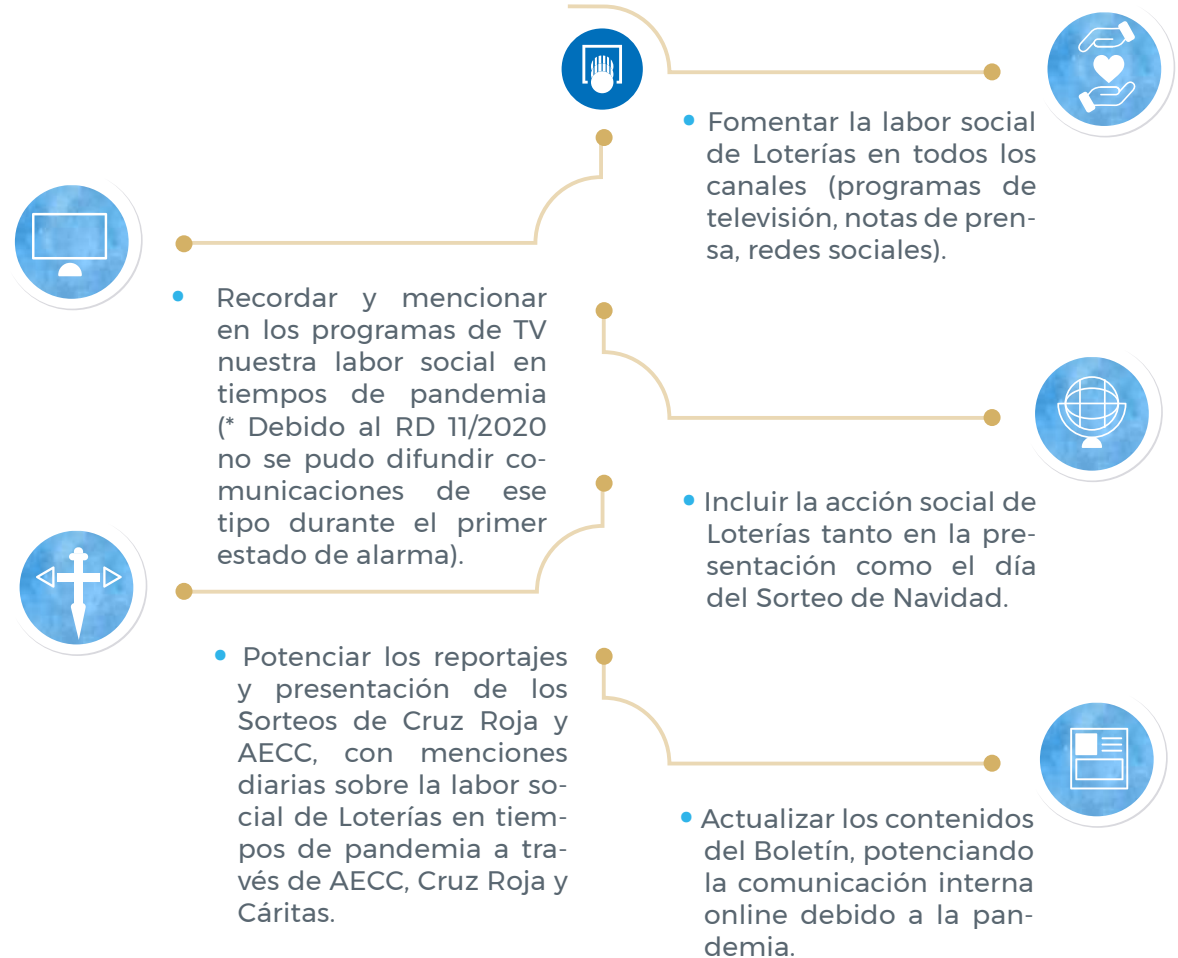 • Fomentar la labor social
de Loterías en todos los
canales (programas de
televisión, notas de pren-
sa, redes sociales).
• Recordar y mencionar
en los programas de TV
nuestra labor social en
tiempos de pandemia
(* Debido al RD 11/2020
no se pudo difundir co-
municaciones de ese
tipo durante el primer
estado de alarma).
• Incluir la acción social de
Loterías tanto en la pre-
sentación como el día
del Sorteo de Navidad.
• Potenciar los reportajes
y presentación de los
Sorteos de Cruz Roja y
AECC, con menciones
diarias sobre la labor so-
cial de Loterías en tiem-
pos de pandemia a tra-
vés de AECC, Cruz Roja y
Cáritas.
• Actualizar los contenidos
del Boletín, potenciando
la comunicación interna
online debido a la pan-
demia.